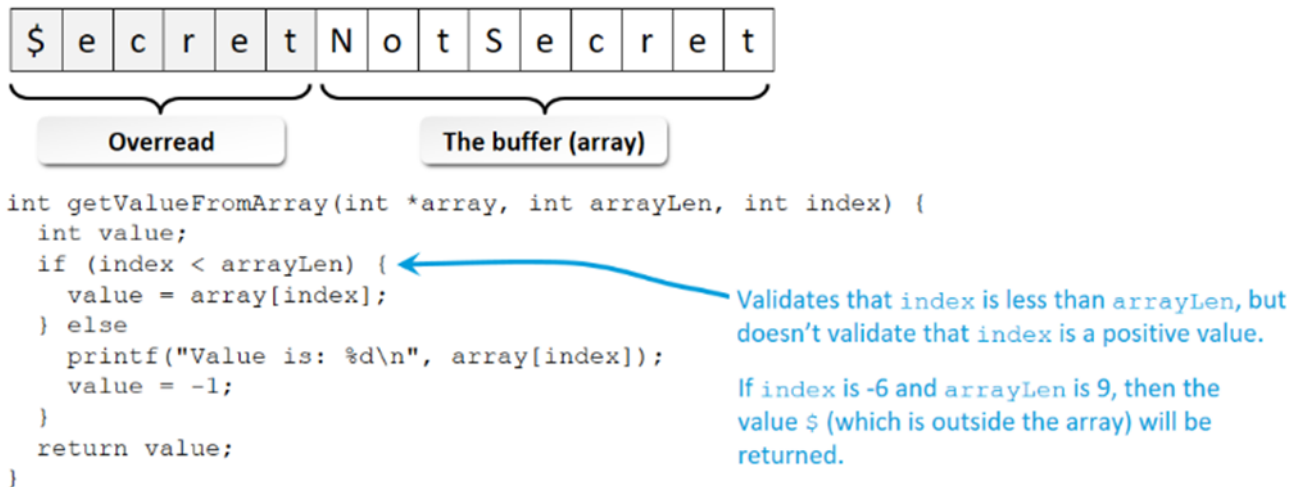 $ e c r e t N o t S e c r e t
Overread
The buffer (array)
int getValueFromArray(int *array, int arrayLen, int index) {
  int value;
  if (index < arrayLen) {
    value = array[index];
  } else
    printf("Value is: %d\n", array[index]);
    value = -1;
  }
  return value;
}
Validates that index is less than arrayLen, but
doesn't validate that index is a positive value.
If index is -6 and arrayLen is 9, then the
value $ (which is outside the array) will be
returned.